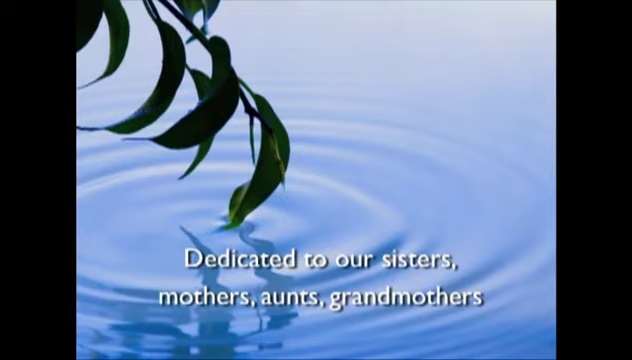 Dedicated to our sisters,
mothers, aunts, grandmothers